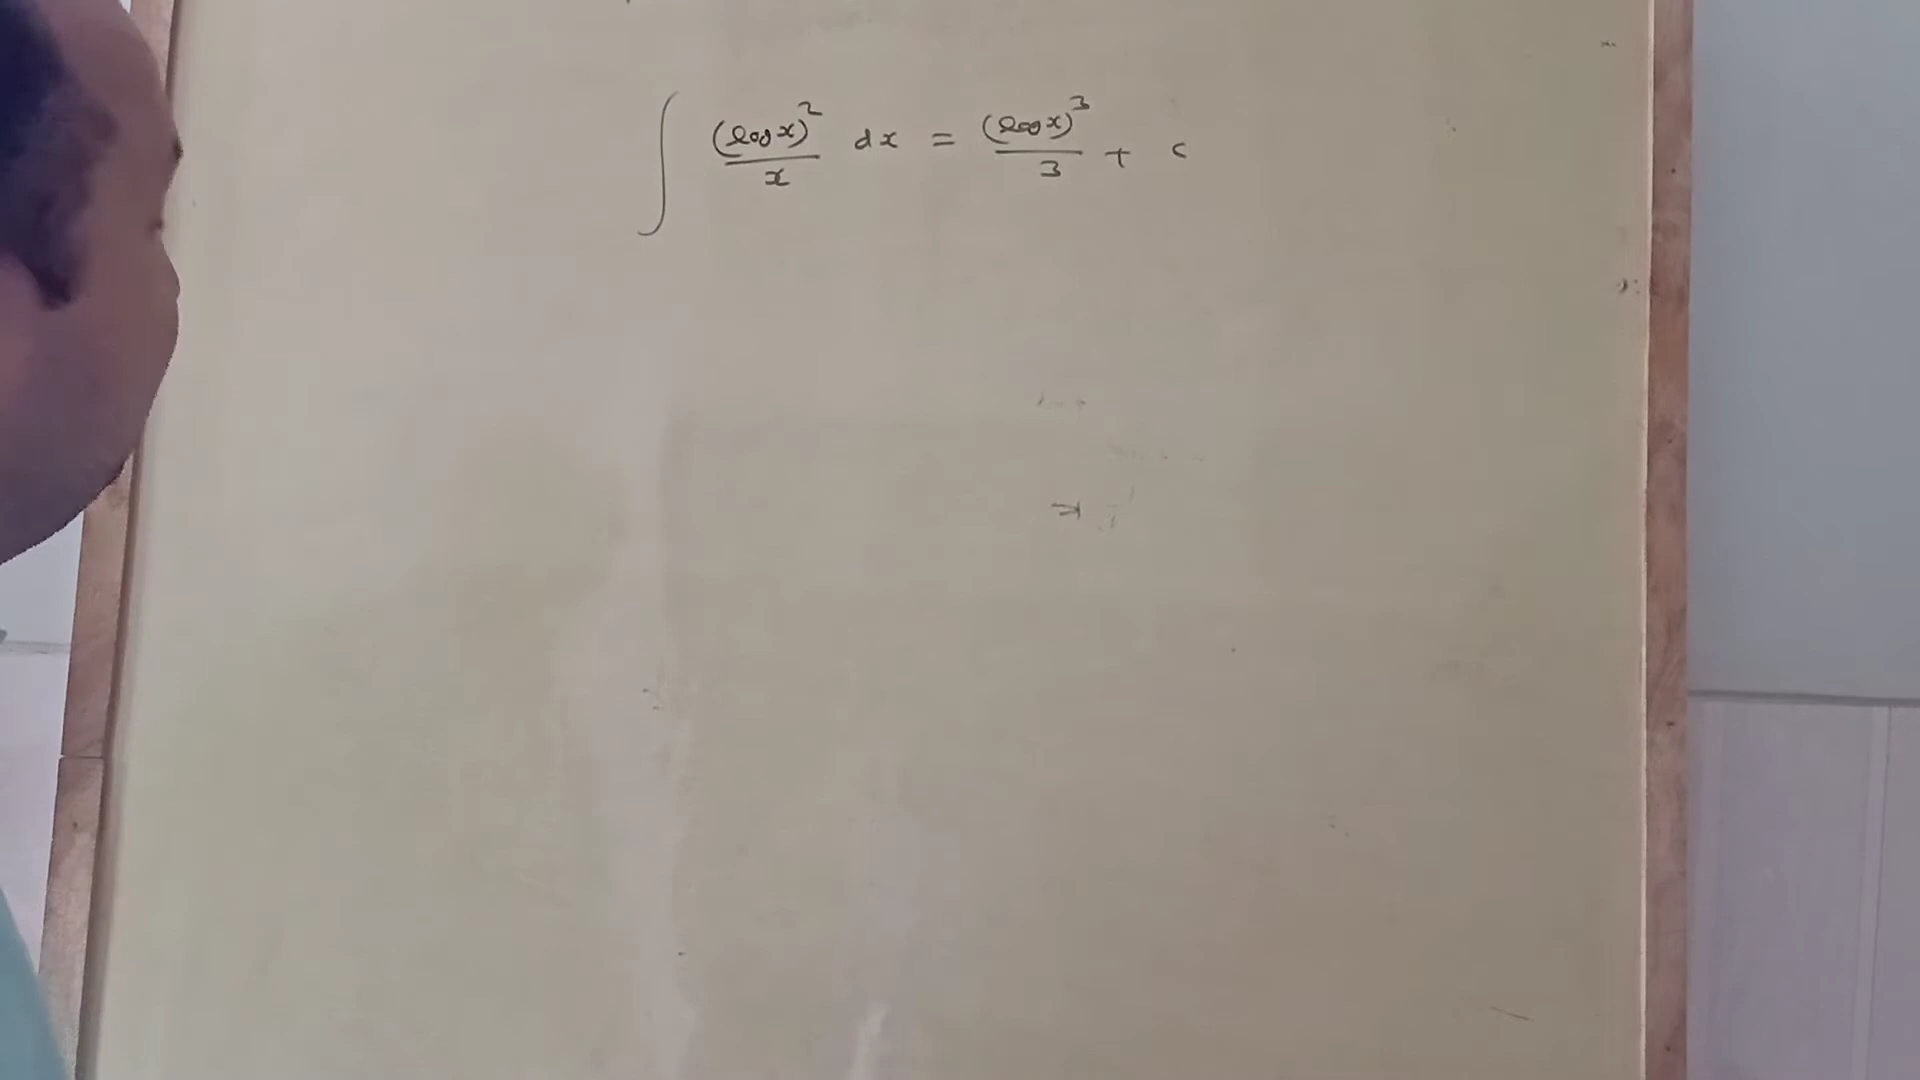 ∫ (log x)² / x dx = (log x)³ / 3 + c